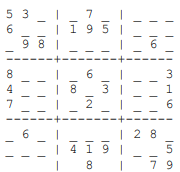 5 3 _ | _ 7 _ | _ _ _
6 _ _ | 1 9 5 | _ _ _
_ 9 8 | _ _ _ | _ 6 _
------+-------+------
8 _ _ | _ 6 _ | _ _ 3
4 _ _ | 8 _ 3 | _ _ 1
7 _ _ | _ 2 _ | _ _ 6
------+-------+------
_ 6 _ | _ _ _ | 2 8 _
_ _ _ | 4 1 9 | _ _ 5
_ _ _ | _ 8 _ | _ 7 9